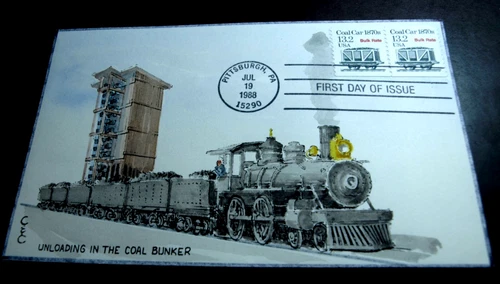 Coal Car 1870s Coal Car 1870s
13.2 Bulk Rate 13.2 Bulk Rate
USA USA
PITTSBURGH, PA
JUL
19
1988
15290
FIRST DAY OF ISSUE
CEC
UNLOADING IN THE COAL BUNKER